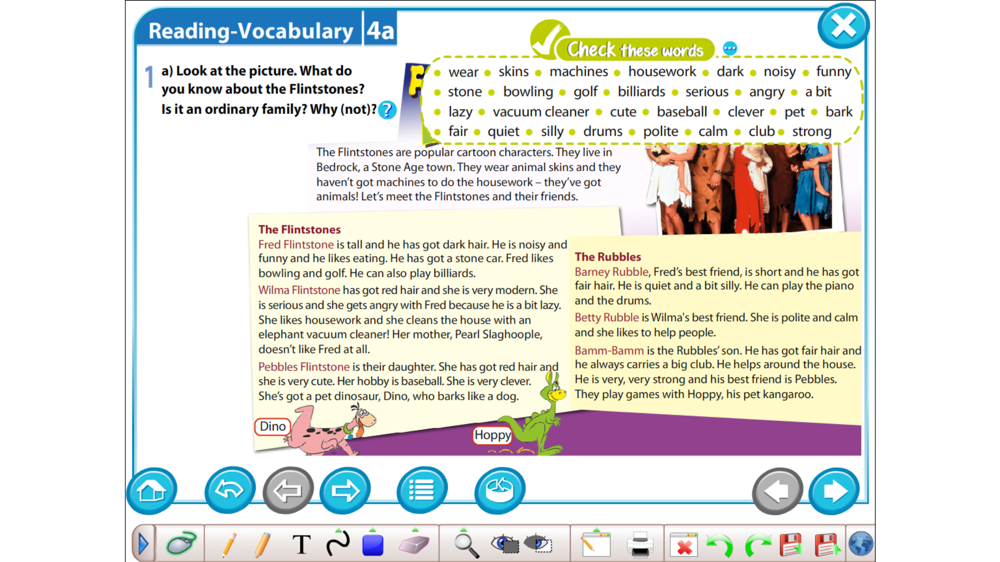 Reading-Vocabulary 4a
1 a) Look at the picture. What do
you know about the Flintstones?
Is it an ordinary family? Why (not)? ?
Check these words
F
• wear • skins • machines • housework • dark • noisy • funny
• stone • bowling • golf • billiards • serious • angry • a bit
• lazy • vacuum cleaner • cute • baseball • clever • pet • bark
• fair • quiet • silly • drums • polite • calm • club • strong
The Flintstones are popular cartoon characters. They live in
Bedrock, a Stone Age town. They wear animal skins and they
haven't got machines to do the housework – they've got
animals! Let's meet the Flintstones and their friends.
The Flintstones
Fred Flintstone is tall and he has got dark hair. He is noisy and
funny and he likes eating. He has got a stone car. Fred likes
bowling and golf. He can also play billiards.
Wilma Flintstone has got red hair and she is very modern. She
is serious and she gets angry with Fred because he is a bit lazy.
She likes housework and she cleans the house with an
elephant vacuum cleaner! Her mother, Pearl Slaghoople,
doesn't like Fred at all.
Pebbles Flintstone is their daughter. She has got red hair and
she is very cute. Her hobby is baseball. She is very clever.
She's got a pet dinosaur, Dino, who barks like a dog.
Dino
Hoppy
The Rubbles
Barney Rubble, Fred's best friend, is short and he has got
fair hair. He is quiet and a bit silly. He can play the piano
and the drums.
Betty Rubble is Wilma's best friend. She is polite and calm
and she likes to help people.
Bamm-Bamm is the Rubbles' son. He has got fair hair and
he always carries a big club. He helps around the house.
He is very, very strong and his best friend is Pebbles.
They play games with Hoppy, his pet kangaroo.
T